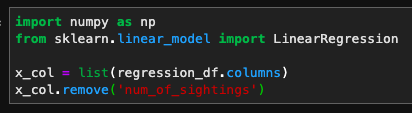 import numpy as np
from sklearn.linear_model import LinearRegression
x_col = list(regression_df.columns)
x_col.remove('num_of_sightings')